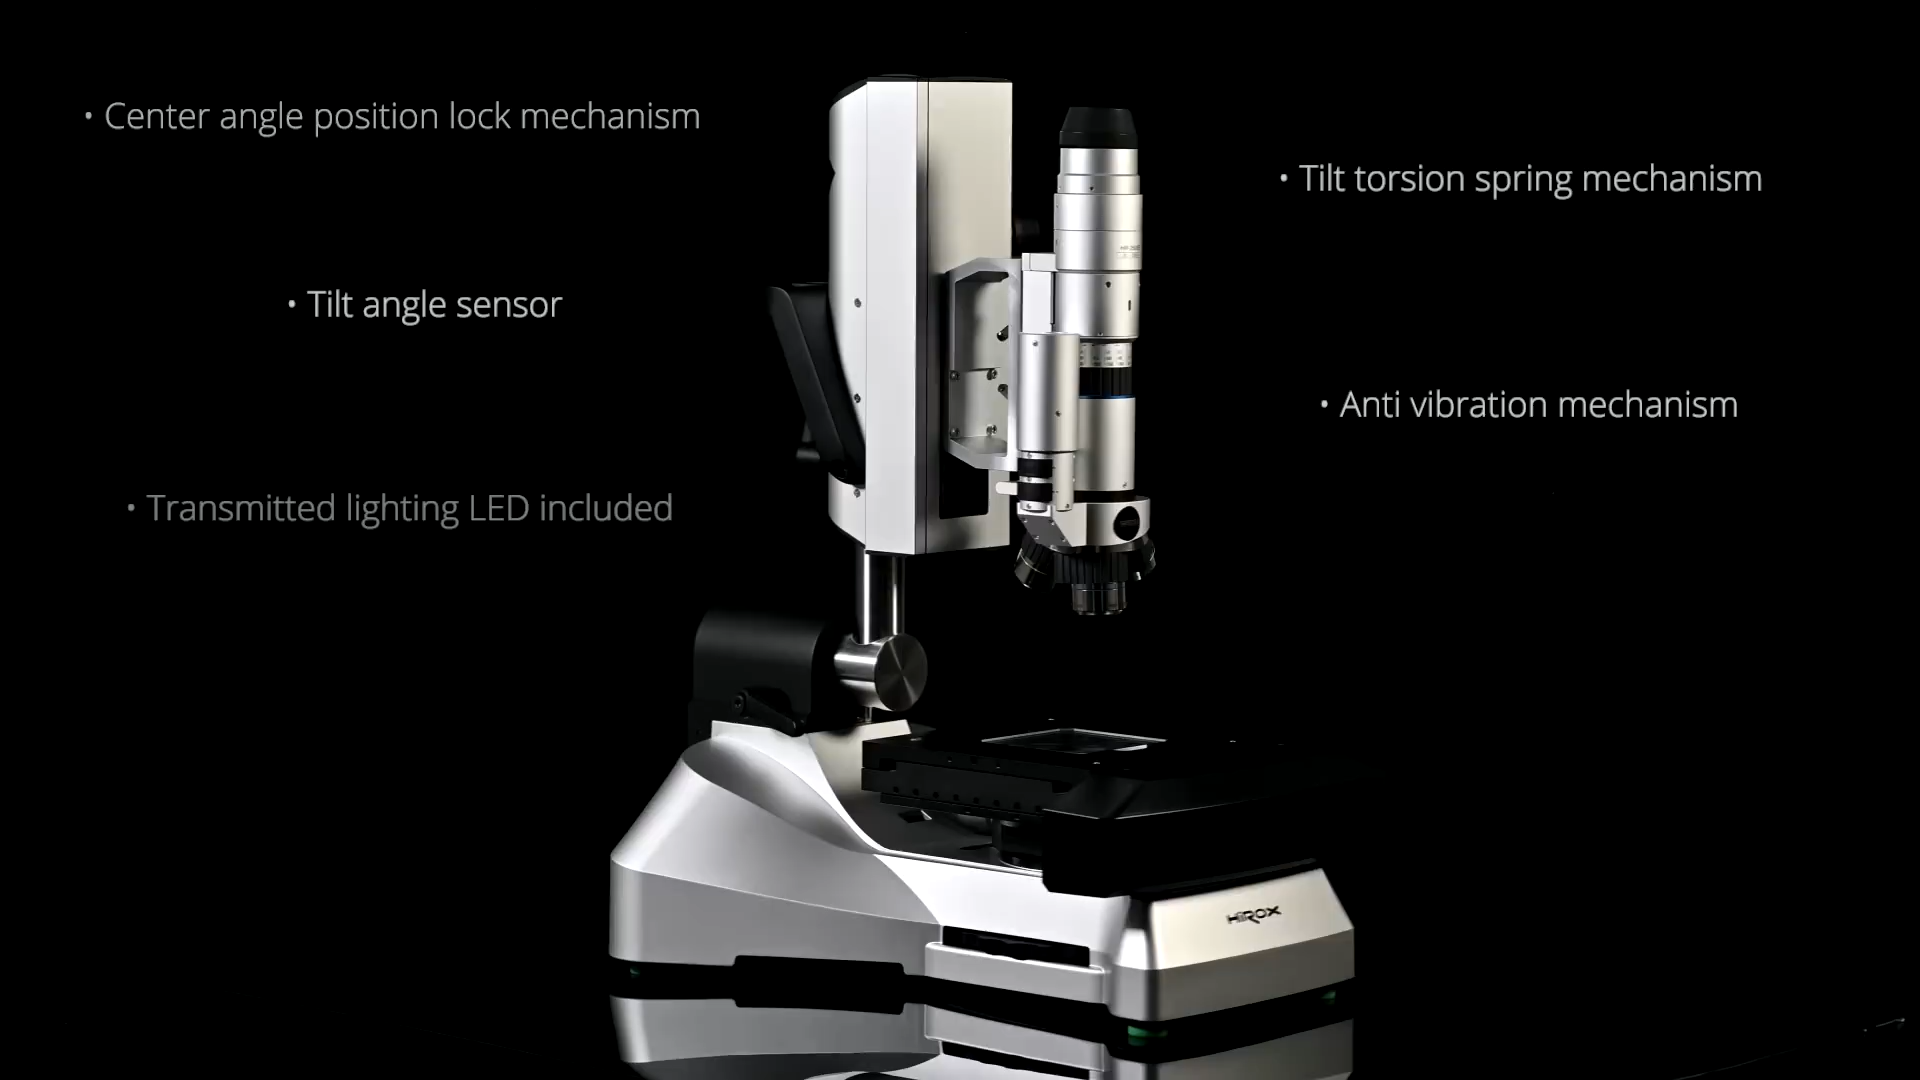 • Center angle position lock mechanism
• Tilt torsion spring mechanism
• Tilt angle sensor
• Anti vibration mechanism
• Transmitted lighting LED included
HIROX